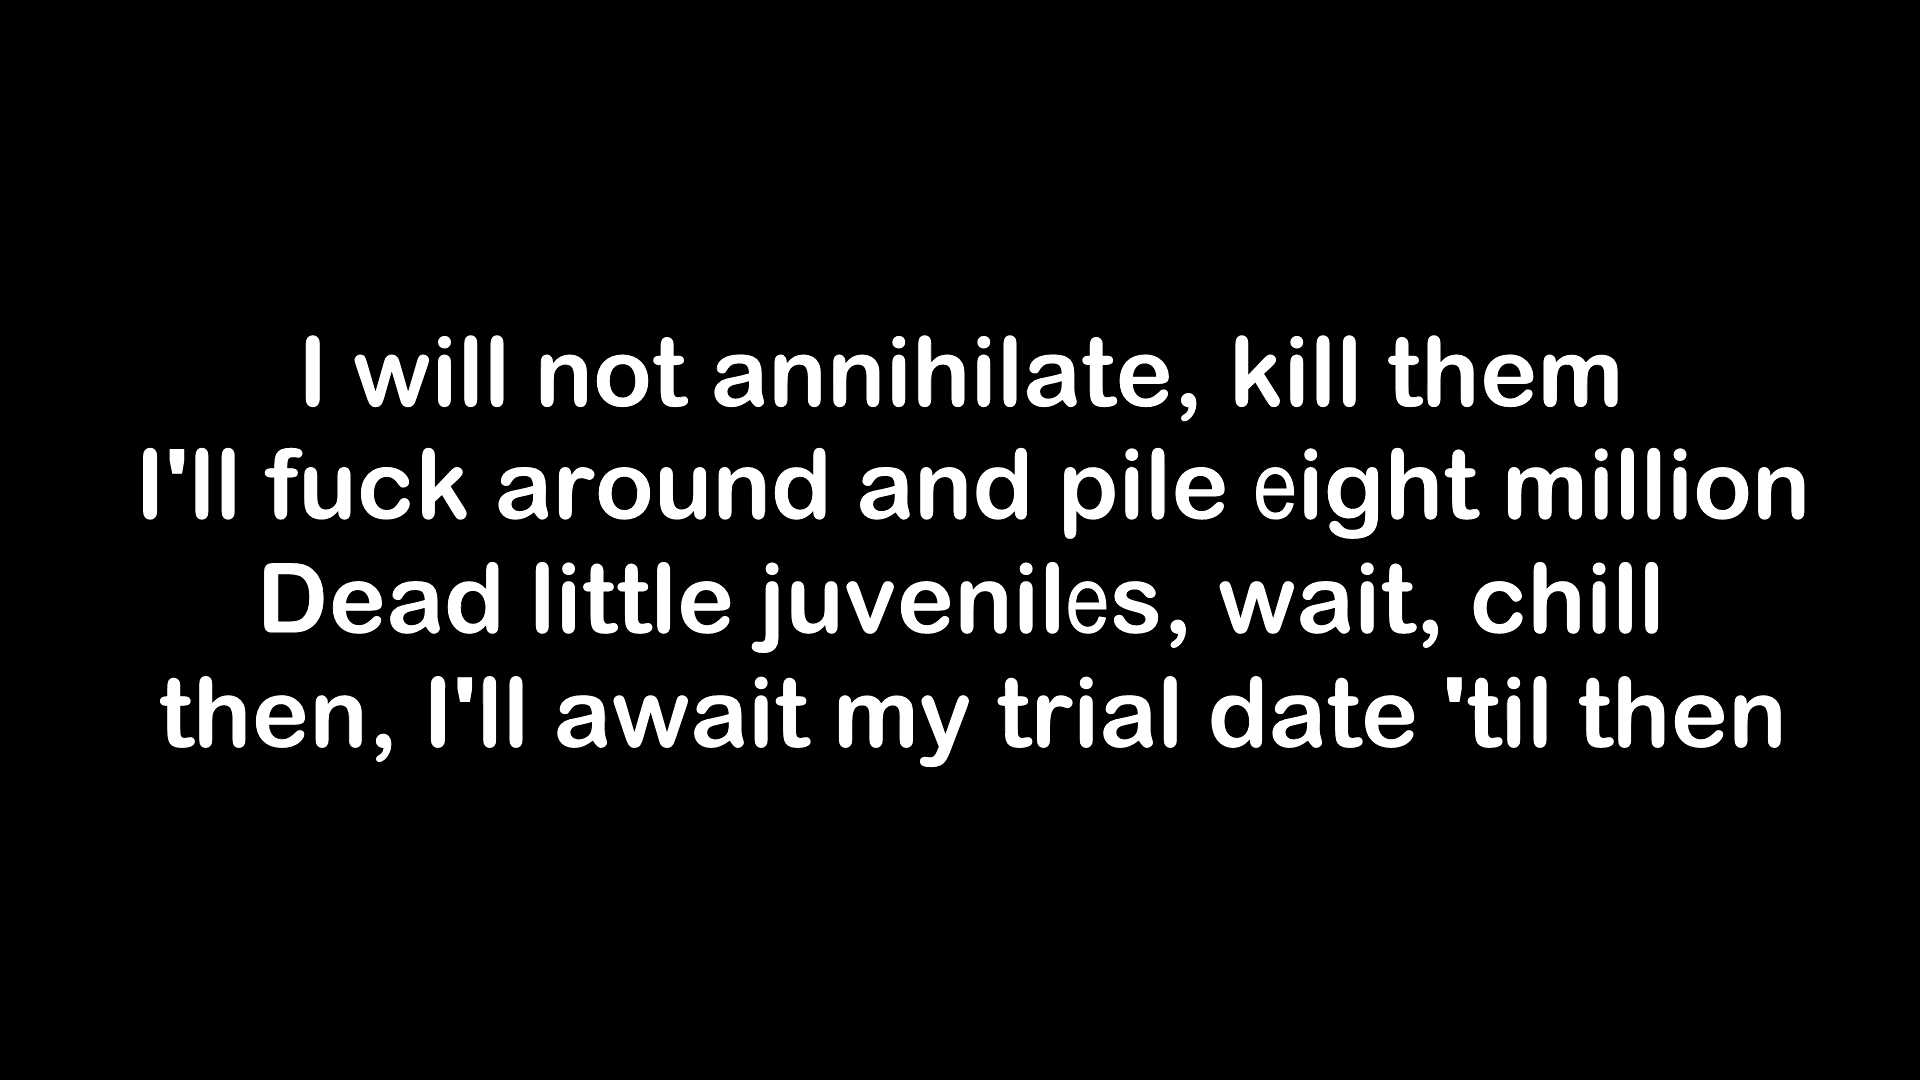 I will not annihilate, kill them
I'll fuck around and pile eight million
Dead little juveniles, wait, chill
then, I'll await my trial date 'til then